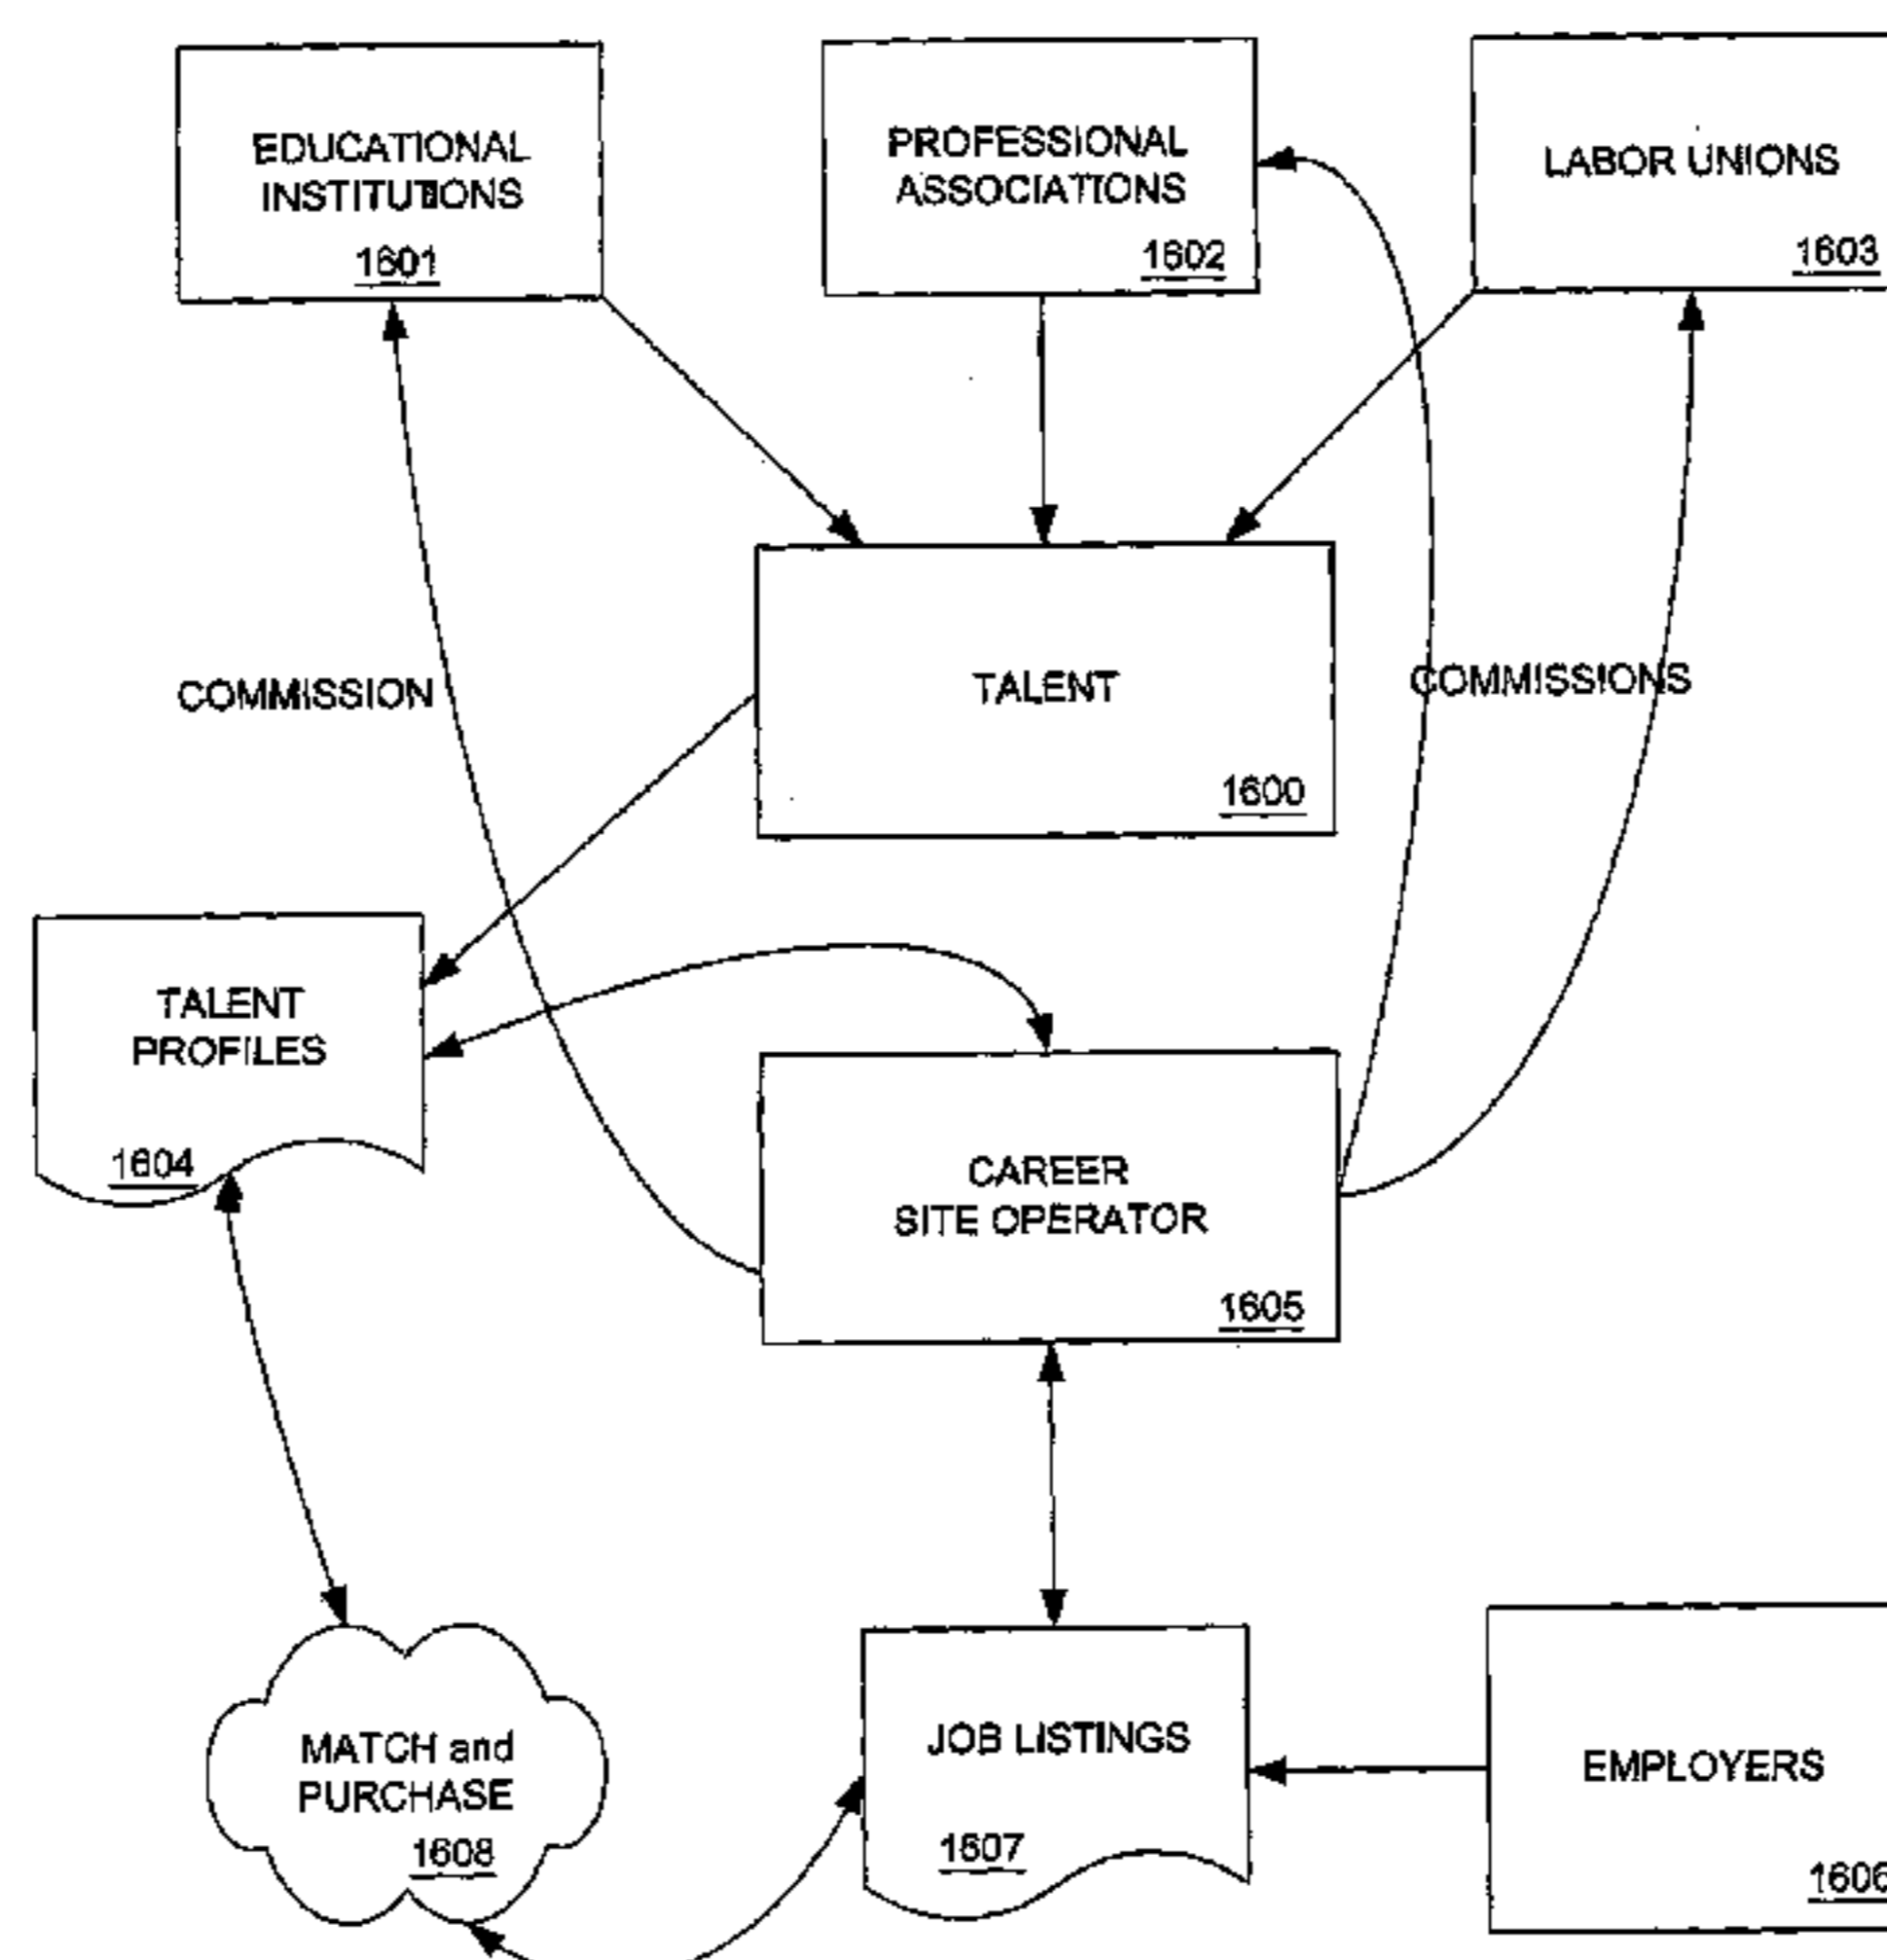 EDUCATIONAL
INSTITUTIONS
1601
PROFESSIONAL
ASSOCIATIONS
1602
LABOR UNIONS
1603
COMMISSION
TALENT
1600
COMMISSIONS
TALENT
PROFILES
1604
CAREER
SITE OPERATOR
1605
MATCH and
PURCHASE
1608
JOB LISTINGS
1607
EMPLOYERS
1606